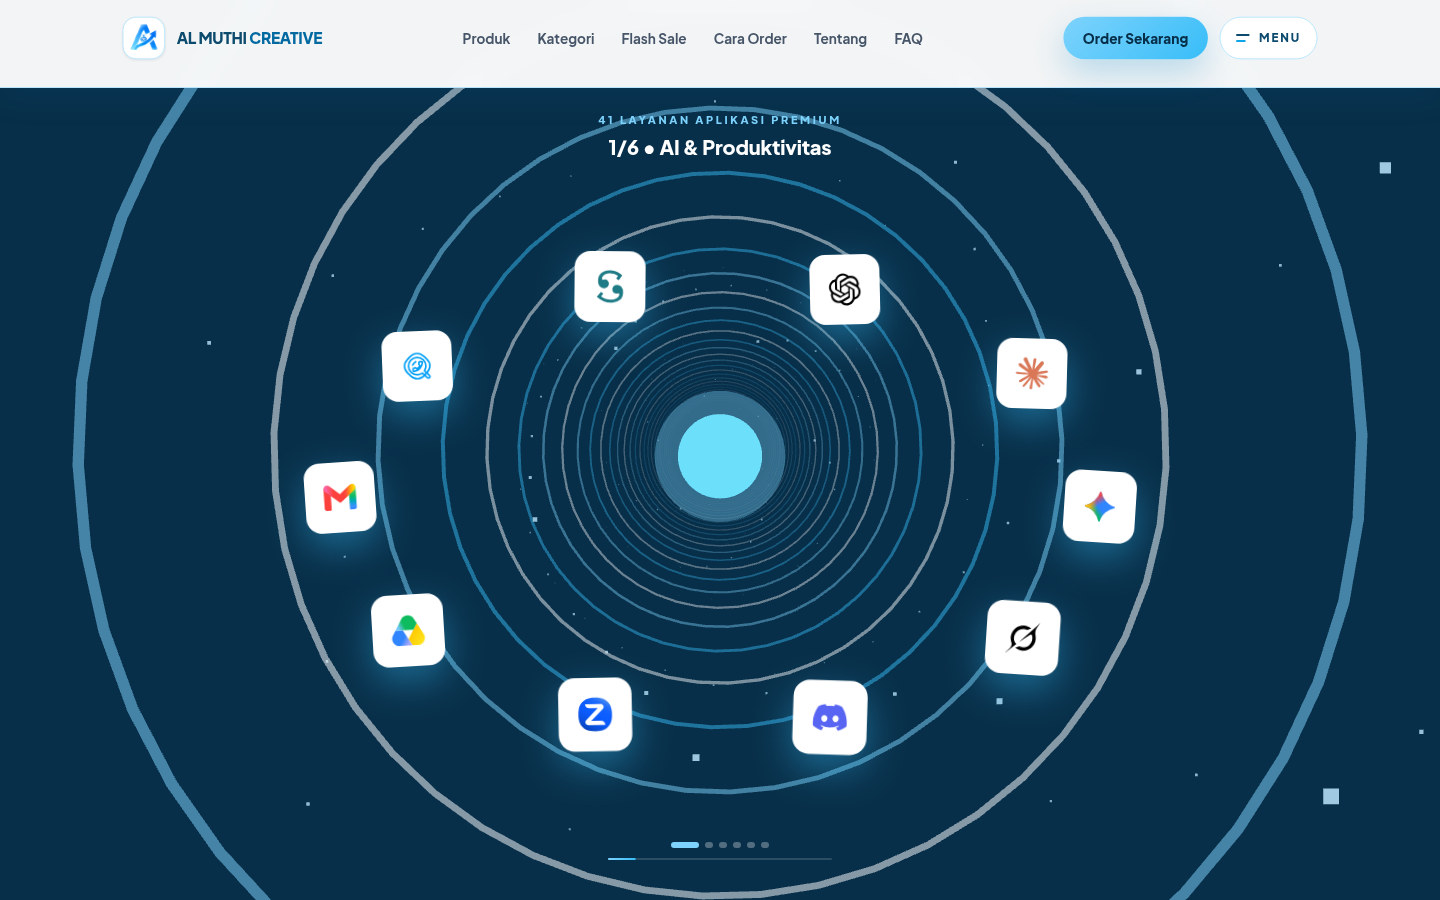 AL MUTHI CREATIVE
Produk
Kategori
Flash Sale
Cara Order
Tentang
FAQ
Order Sekarang
MENU
41 LAYANAN APLIKASI PREMIUM
1/6 • AI & Produktivitas